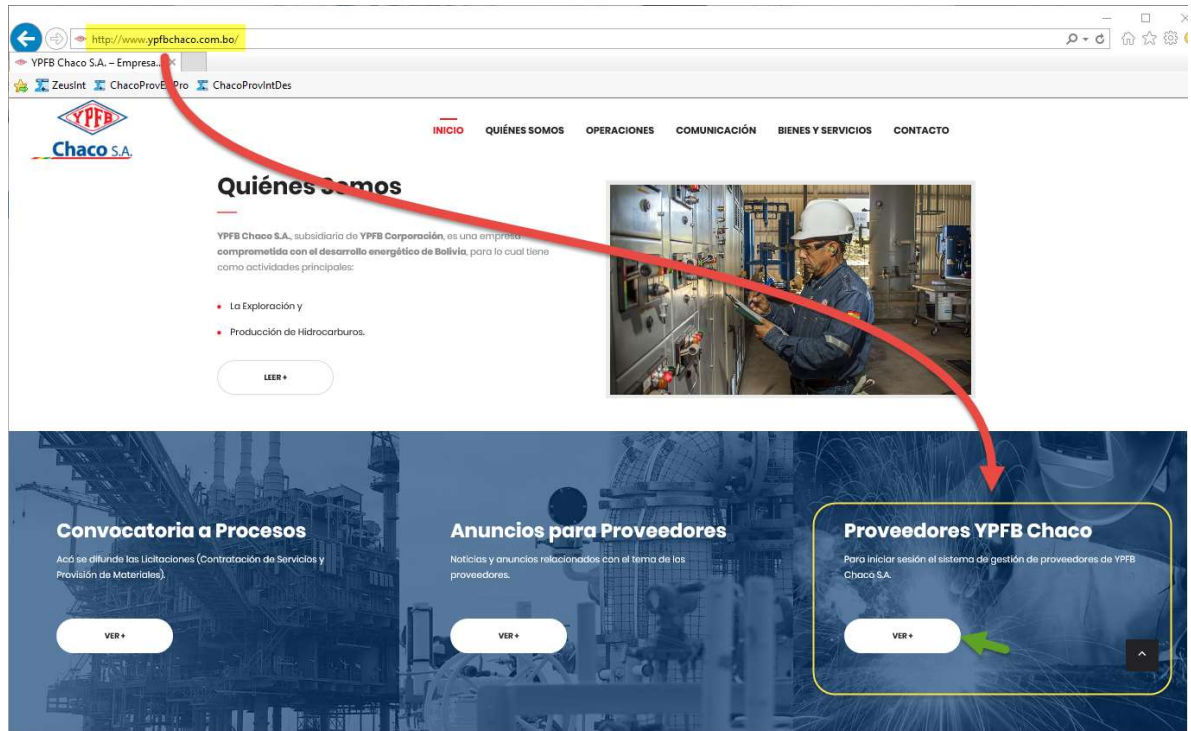 http://www.ypfbchaco.com.bo/
YPFB Chaco S.A. – Empresa...
ZeusInt ChacoProvExtPro ChacoProvIntDes
YPFB
Chaco S.A.
INICIO QUIÉNES SOMOS OPERACIONES COMUNICACIÓN BIENES Y SERVICIOS CONTACTO
Quiénes Somos
YPFB Chaco S.A., subsidiaria de YPFB Corporación, es una empresa
comprometida con el desarrollo energético de Bolivia, para lo cual tiene
como actividades principales:
La Exploración y
Producción de Hidrocarburos.
LEER +
Convocatoria a Procesos
Acá se difunde las Licitaciones (Contratación de Servicios y
Provisión de Materiales).
VER +
Anuncios para Proveedores
Noticias y anuncios relacionados con el tema de los
proveedores.
VER +
Proveedores YPFB Chaco
Para iniciar sesión el sistema de gestión de proveedores de YPFB
Chaco S.A.
VER +